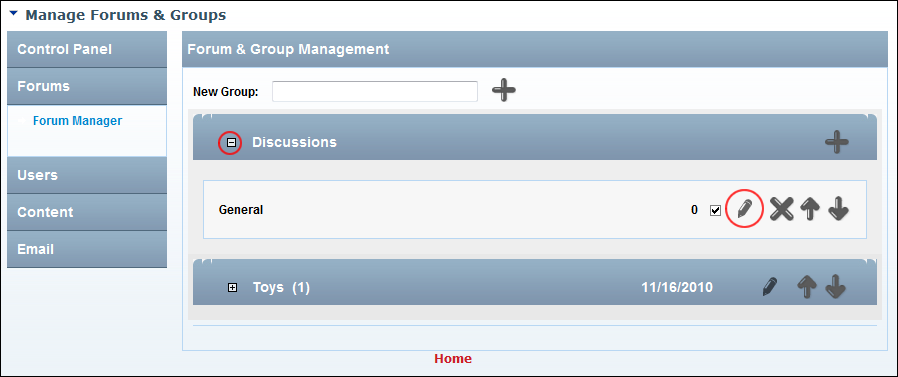 Manage Forums & Groups
Control Panel
Forums
Forum Manager
Users
Content
Email
Forum & Group Management
New Group:
Discussions
General 0
Toys (1) 11/16/2010
Home